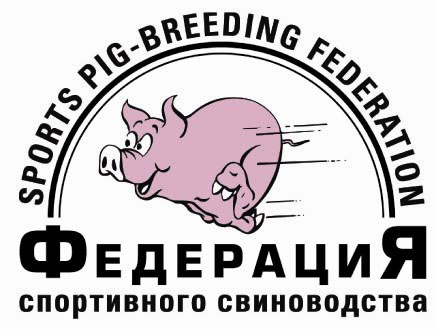 SPORTS PIG-BREEDING FEDERATION
ФЕДЕРАЦИЯ
СПОРТИВНОГО СВИНОВОДСТВА